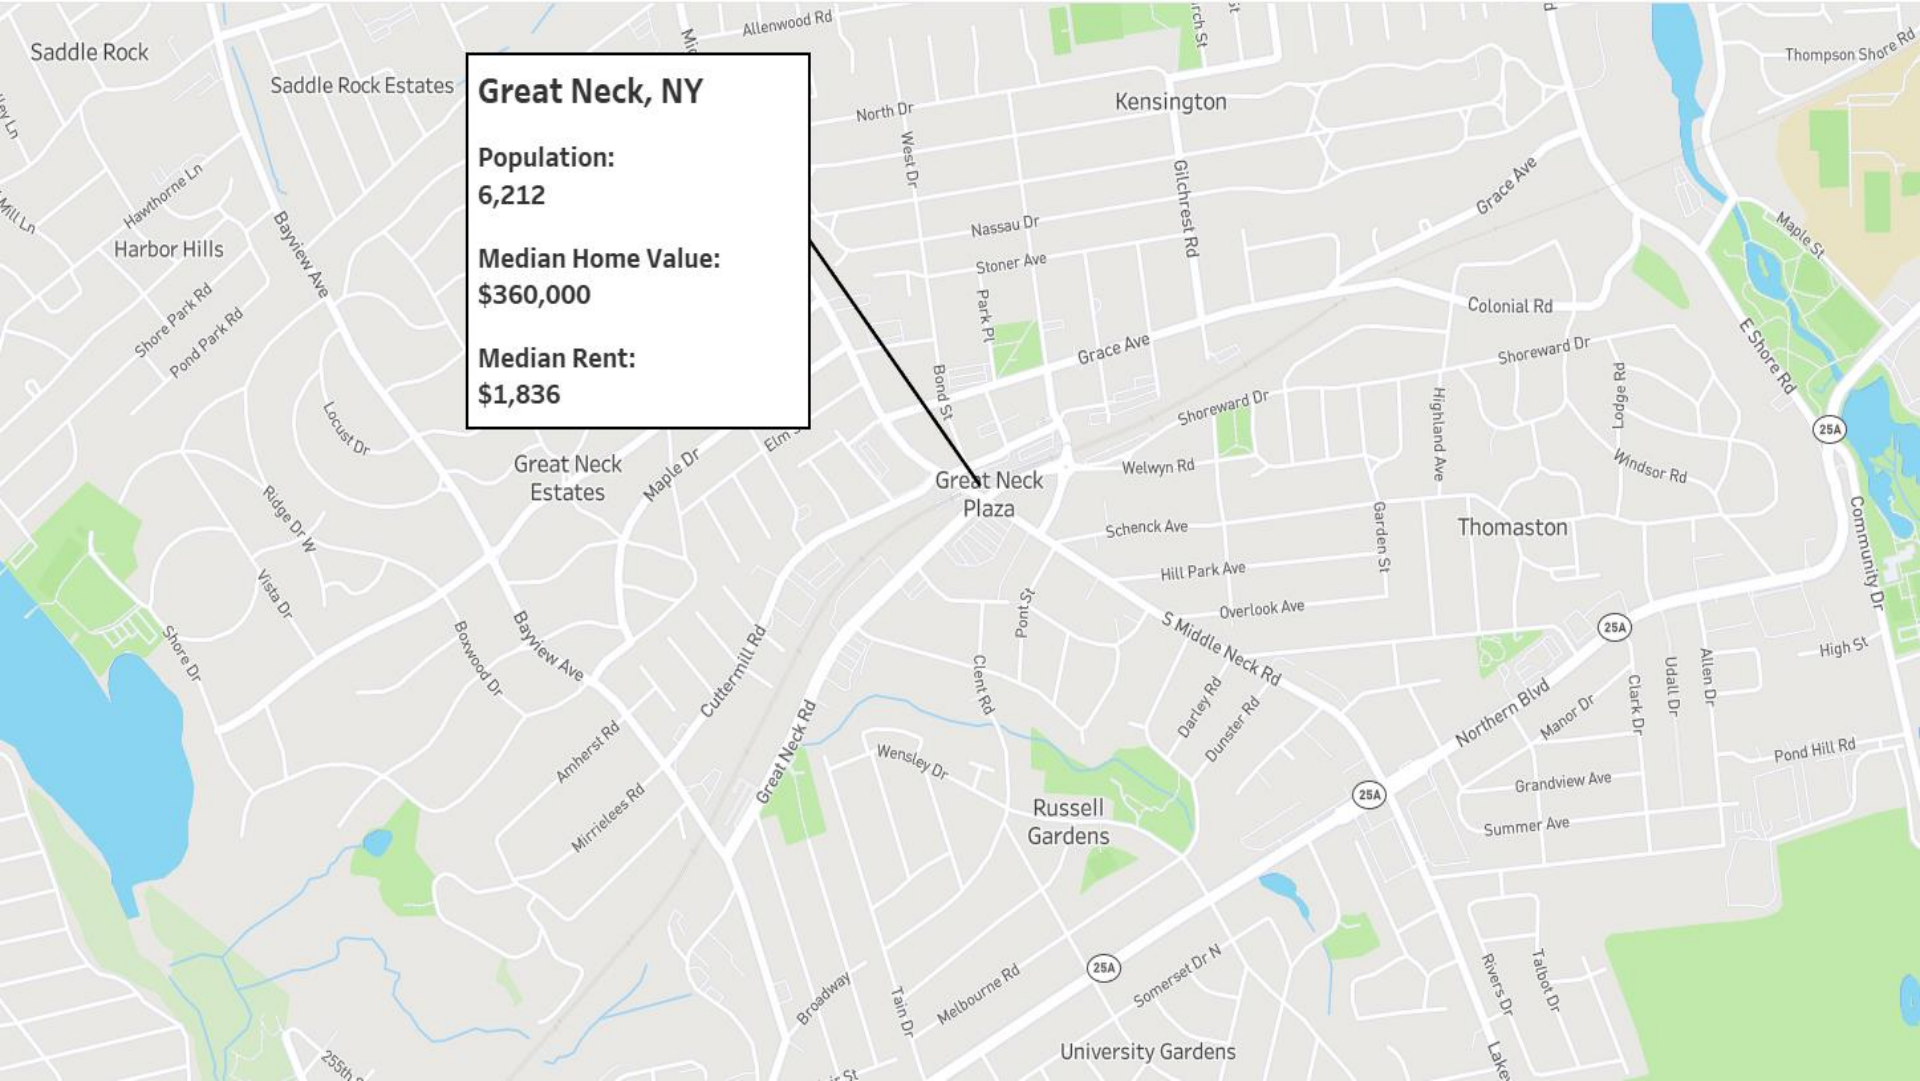 Saddle Rock
Saddle Rock Estates
Allenwood Rd
Kensington
Thompson Shore Rd
Great Neck, NY
Population:
6,212
Median Home Value:
$360,000
Median Rent:
$1,836
North Dr
West Dr
Gilchrest Rd
Grace Ave
Hawthorne Ln
Mill Ln
Harbor Hills
Bayview Ave
Nassau Dr
Stoner Ave
Park Pl
Maple St
Shore Park Rd
Pond Park Rd
Colonial Rd
E Shore Rd
Grace Ave
Shoreward Dr
Bond St
Lodge Rd
Highland Ave
Shoreward Dr
Locust Dr
25A
Great Neck
Estates
Maple Dr
Elm
Welwyn Rd
Windsor Rd
Great Neck
Plaza
Ridge Dr W
Schenck Ave
Garden St
Thomaston
Community Dr
Hill Park Ave
Vista Dr
Pont St
Overlook Ave
25A
Shore Dr
Boxwood Dr
Bayview Ave
Cuttermill Rd
S Middle Neck Rd
High St
Clent Rd
Darley Rd
Dunster Rd
Northern Blvd
Manor Dr
Clark Dr
Udall Dr
Allen Dr
Amherst Rd
Great Neck Rd
Wensley Dr
Pond Hill Rd
Mirrielees Rd
25A
Grandview Ave
Russell
Gardens
Summer Ave
25A
Broadway
Tain Dr
Melbourne Rd
Somerset Dr N
Rivers Dr
Talbot Dr
University Gardens
255th